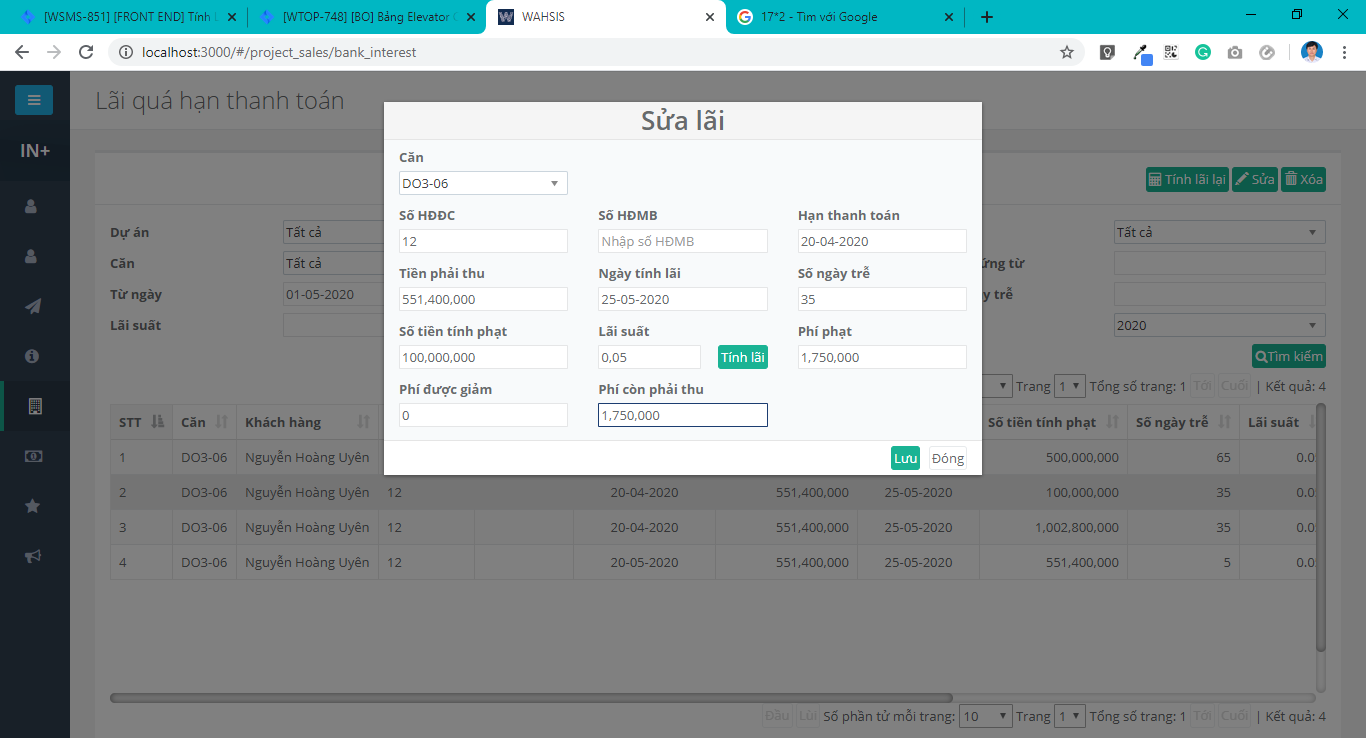 [WSMS-851] [FRONT END] Tính L
[WTOP-748] [BO] Bảng Elevator C
WAHSIS
17*2 - Tìm với Google
localhost:3000/#/project_sales/bank_interest
Lãi quá hạn thanh toán
IN+
Sửa lãi
Căn
DO3-06
Số HĐĐC
Số HĐMB
Hạn thanh toán
12
Nhập số HĐMB
20-04-2020
Tiền phải thu
Ngày tính lãi
Số ngày trễ
551,400,000
25-05-2020
35
Số tiền tính phạt
Lãi suất
Phí phạt
100,000,000
0,05
Tính lãi
1,750,000
Phí được giảm
Phí còn phải thu
0
1,750,000
Lưu
Đóng
Tính lãi lại
Sửa
Xóa
Dự án
Tất cả
Tất cả
Căn
Tất cả
ứng từ
Từ ngày
01-05-2020
y trễ
Lãi suất
2020
Tìm kiếm
Trang 1 Tổng số trang: 1 Tới Cuối | Kết quả: 4
STT Căn Khách hàng Số tiền tính phạt Số ngày trễ Lãi suất
1 DO3-06 Nguyễn Hoàng Uyên 500,000,000 65 0.0
2 DO3-06 Nguyễn Hoàng Uyên 12 20-04-2020 551,400,000 25-05-2020 100,000,000 35 0.0
3 DO3-06 Nguyễn Hoàng Uyên 12 20-04-2020 551,400,000 25-05-2020 1,002,800,000 35 0.0
4 DO3-06 Nguyễn Hoàng Uyên 12 20-05-2020 551,400,000 25-05-2020 551,400,000 5 0.0
Đầu Lùi Số phần tử mỗi trang: 10 Trang 1 Tổng số trang: 1 Tới Cuối | Kết quả: 4